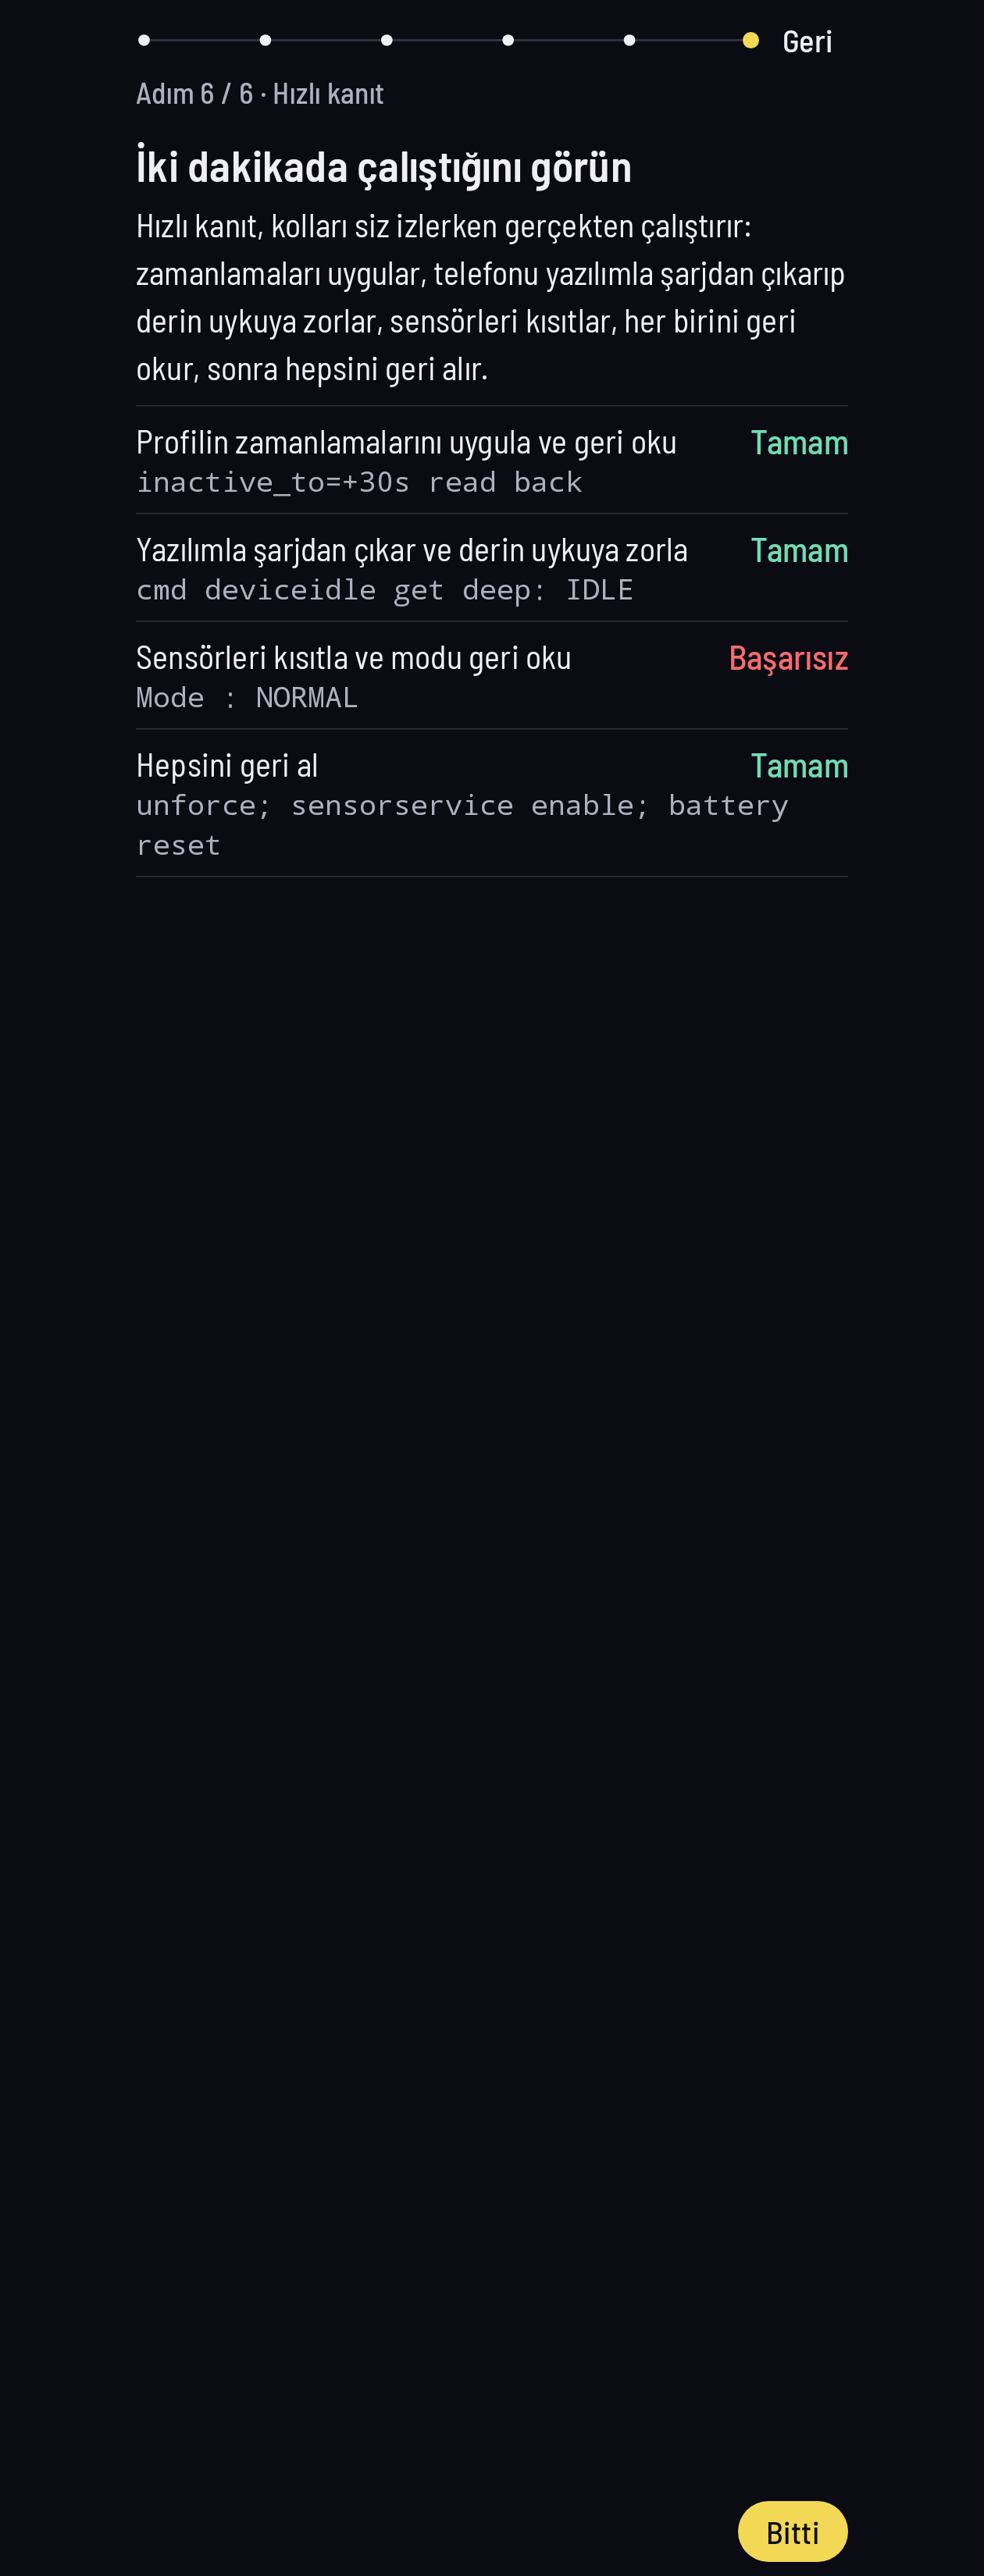 Geri
Adım 6 / 6 · Hızlı kanıt
İki dakikada çalıştığını görün
Hızlı kanıt, kolları siz izlerken gerçekten çalıştırır:
zamanlamaları uygular, telefonu yazılımla şarjdan çıkarıp
derin uykuya zorlar, sensörleri kısıtlar, her birini geri
okur, sonra hepsini geri alır.
Profilin zamanlamalarını uygula ve geri oku Tamam
inactive_to=+30s read back
Yazılımla şarjdan çıkar ve derin uykuya zorla Tamam
cmd deviceidle get deep: IDLE
Sensörleri kısıtla ve modu geri oku Başarısız
Mode : NORMAL
Hepsini geri al Tamam
unforce; sensorservice enable; battery
reset
Bitti